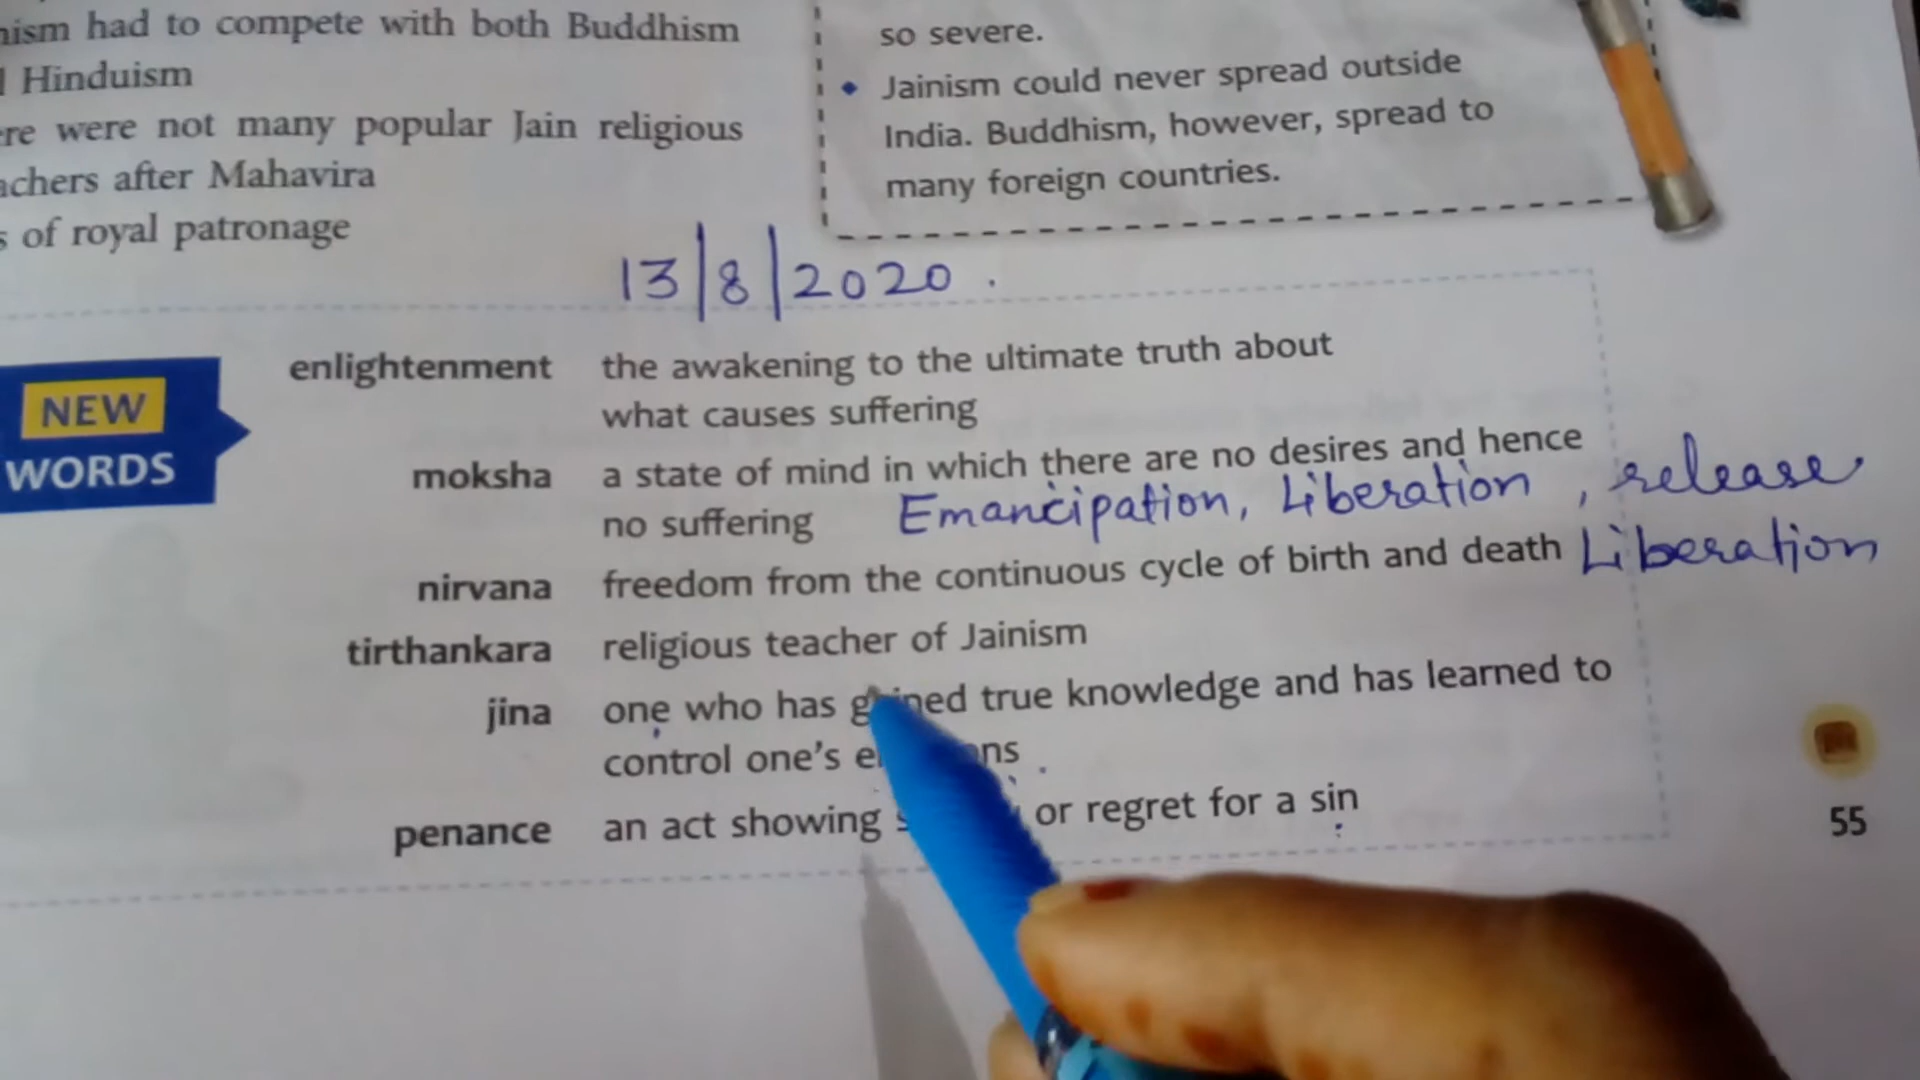 had to compete with both Buddhism
Hinduism
were not many popular Jain religious
after Mahavira
of royal patronage
so severe.
Jainism could never spread outside
India. Buddhism, however, spread to
many foreign countries.
13/8/2020.
NEW
WORDS
enlightenment the awakening to the ultimate truth about
what causes suffering
moksha a state of mind in which there are no desires and hence
no suffering Emancipation, Liberation, release
nirvana freedom from the continuous cycle of birth and death Liberation
tirthankara religious teacher of Jainism
jina one who has gained true knowledge and has learned to
control one's
penance an act showing or regret for a sin
55